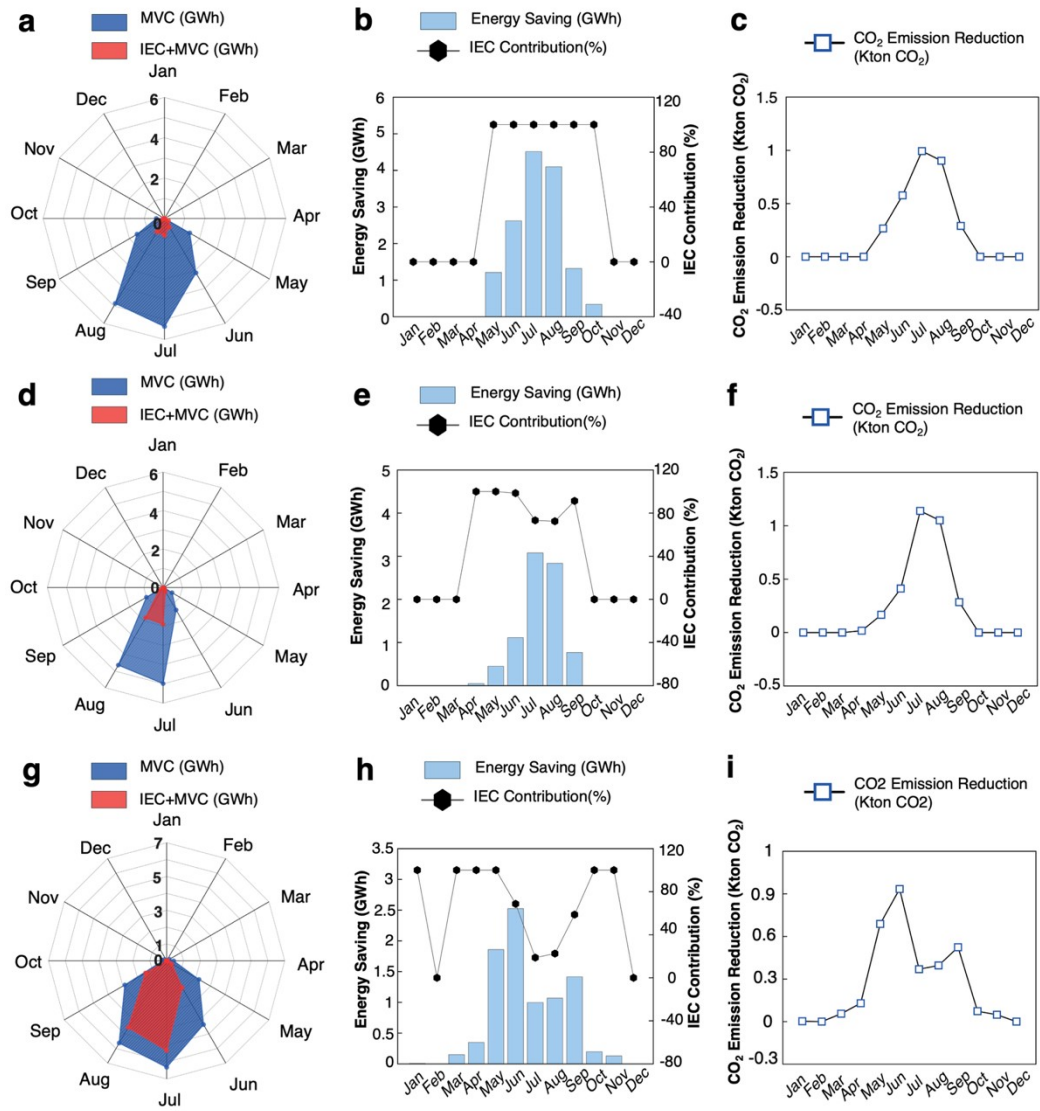 a
MVC (GWh)
IEC+MVC (GWh)
Jan
Feb
Mar
Apr
May
Jun
Jul
Aug
Sep
Oct
Nov
Dec
6
4
2
0
b
Energy Saving (GWh)
IEC Contribution(%)
Energy Saving (GWh)
6
5
4
3
2
1
0
IEC Contribution (%)
120
80
40
0
-40
Jan Feb Mar Apr May Jun Jul Aug Sep Oct Nov Dec
c
CO₂ Emission Reduction
(Kton CO₂)
CO₂ Emission Reduction (Kton CO₂)
1.5
1
0.5
0
-0.5
Jan Feb Mar Apr May Jun Jul Aug Sep Oct Nov Dec
d
MVC (GWh)
IEC+MVC (GWh)
Jan
Feb
Mar
Apr
May
Jun
Jul
Aug
Sep
Oct
Nov
Dec
6
4
2
0
e
Energy Saving (GWh)
IEC Contribution(%)
Energy Saving (GWh)
5
4
3
2
1
0
IEC Contribution (%)
120
80
40
0
-40
-80
Jan Feb Mar Apr May Jun Jul Aug Sep Oct Nov Dec
f
CO₂ Emission Reduction
(Kton CO₂)
CO₂ Emission Reduction (Kton CO₂)
1.5
1
0.5
0
-0.5
Jan Feb Mar Apr May Jun Jul Aug Sep Oct Nov Dec
g
MVC (GWh)
IEC+MVC (GWh)
Jan
Feb
Mar
Apr
May
Jun
Jul
Aug
Sep
Oct
Nov
Dec
7
5
3
1
0
h
Energy Saving (GWh)
IEC Contribution(%)
Energy Saving (GWh)
3.5
3
2.5
2
1.5
1
0.5
0
IEC Contribution (%)
120
80
40
0
-40
-80
Jan Feb Mar Apr May Jun Jul Aug Sep Oct Nov Dec
i
CO2 Emission Reduction
(Kton CO2)
CO₂ Emission Reduction (Kton CO₂)
1
0.9
0.6
0.3
0
-0.3
Jan Feb Mar Apr May Jun Jul Aug Sep Oct Nov Dec